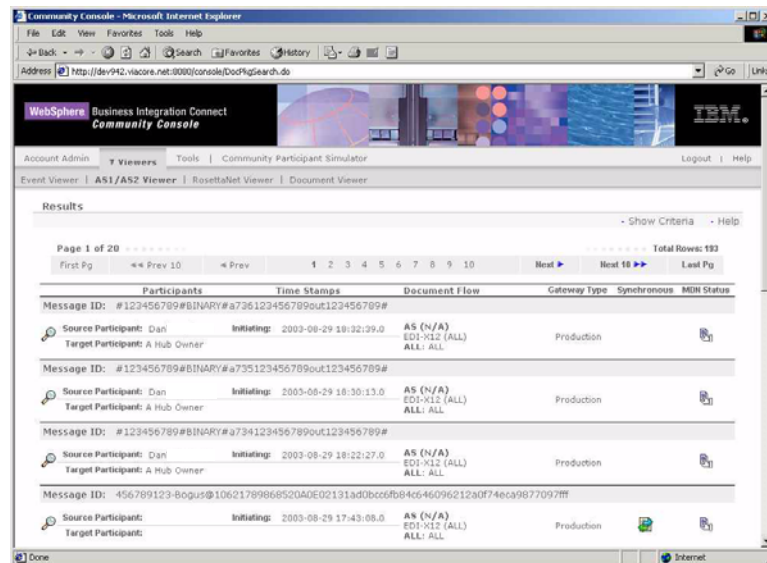 Community Console - Microsoft Internet Explorer
File Edit View Favorites Tools Help
Back Search Favorites History
Address http://dev942.viacore.net:8080/console/DocPkgSearch.do Go Links
WebSphere Business Integration Connect
Community Console
IBM.
Account Admin Viewers Tools | Community Participant Simulator Logout | Help
Event Viewer | AS1/AS2 Viewer | RosettaNet Viewer | Document Viewer
Results
- Show Criteria - Help
Page 1 of 20 Total Rows: 193
First Pg Prev 10 Prev 1 2 3 4 5 6 7 8 9 10 Next Next 10 Last Pg
Participants Time Stamps Document Flow Gateway Type Synchronous MDN Status
Message ID: #123456789#BINARY#a736123456789out123456789#
Source Participant: Dan Initiating: 2003-08-29 18:32:39.0 AS (N/A)
EDI-X12 (ALL) Production
Target Participant: A Hub Owner ALL: ALL
Message ID: #123456789#BINARY#a735123456789out123456789#
Source Participant: Dan Initiating: 2003-08-29 18:30:13.0 AS (N/A)
EDI-X12 (ALL) Production
Target Participant: A Hub Owner ALL: ALL
Message ID: #123456789#BINARY#a734123456789out123456789#
Source Participant: Dan Initiating: 2003-08-29 18:22:27.0 AS (N/A)
EDI-X12 (ALL) Production
Target Participant: A Hub Owner ALL: ALL
Message ID: 456789123-Bogus@10621789868520A0E02131ad0bcc6fb84c646096212a0f74eca9877097fff
Source Participant: Initiating: 2003-08-29 17:43:08.0 AS (N/A)
EDI-X12 (ALL) Production
Target Participant: ALL: ALL
Done Internet